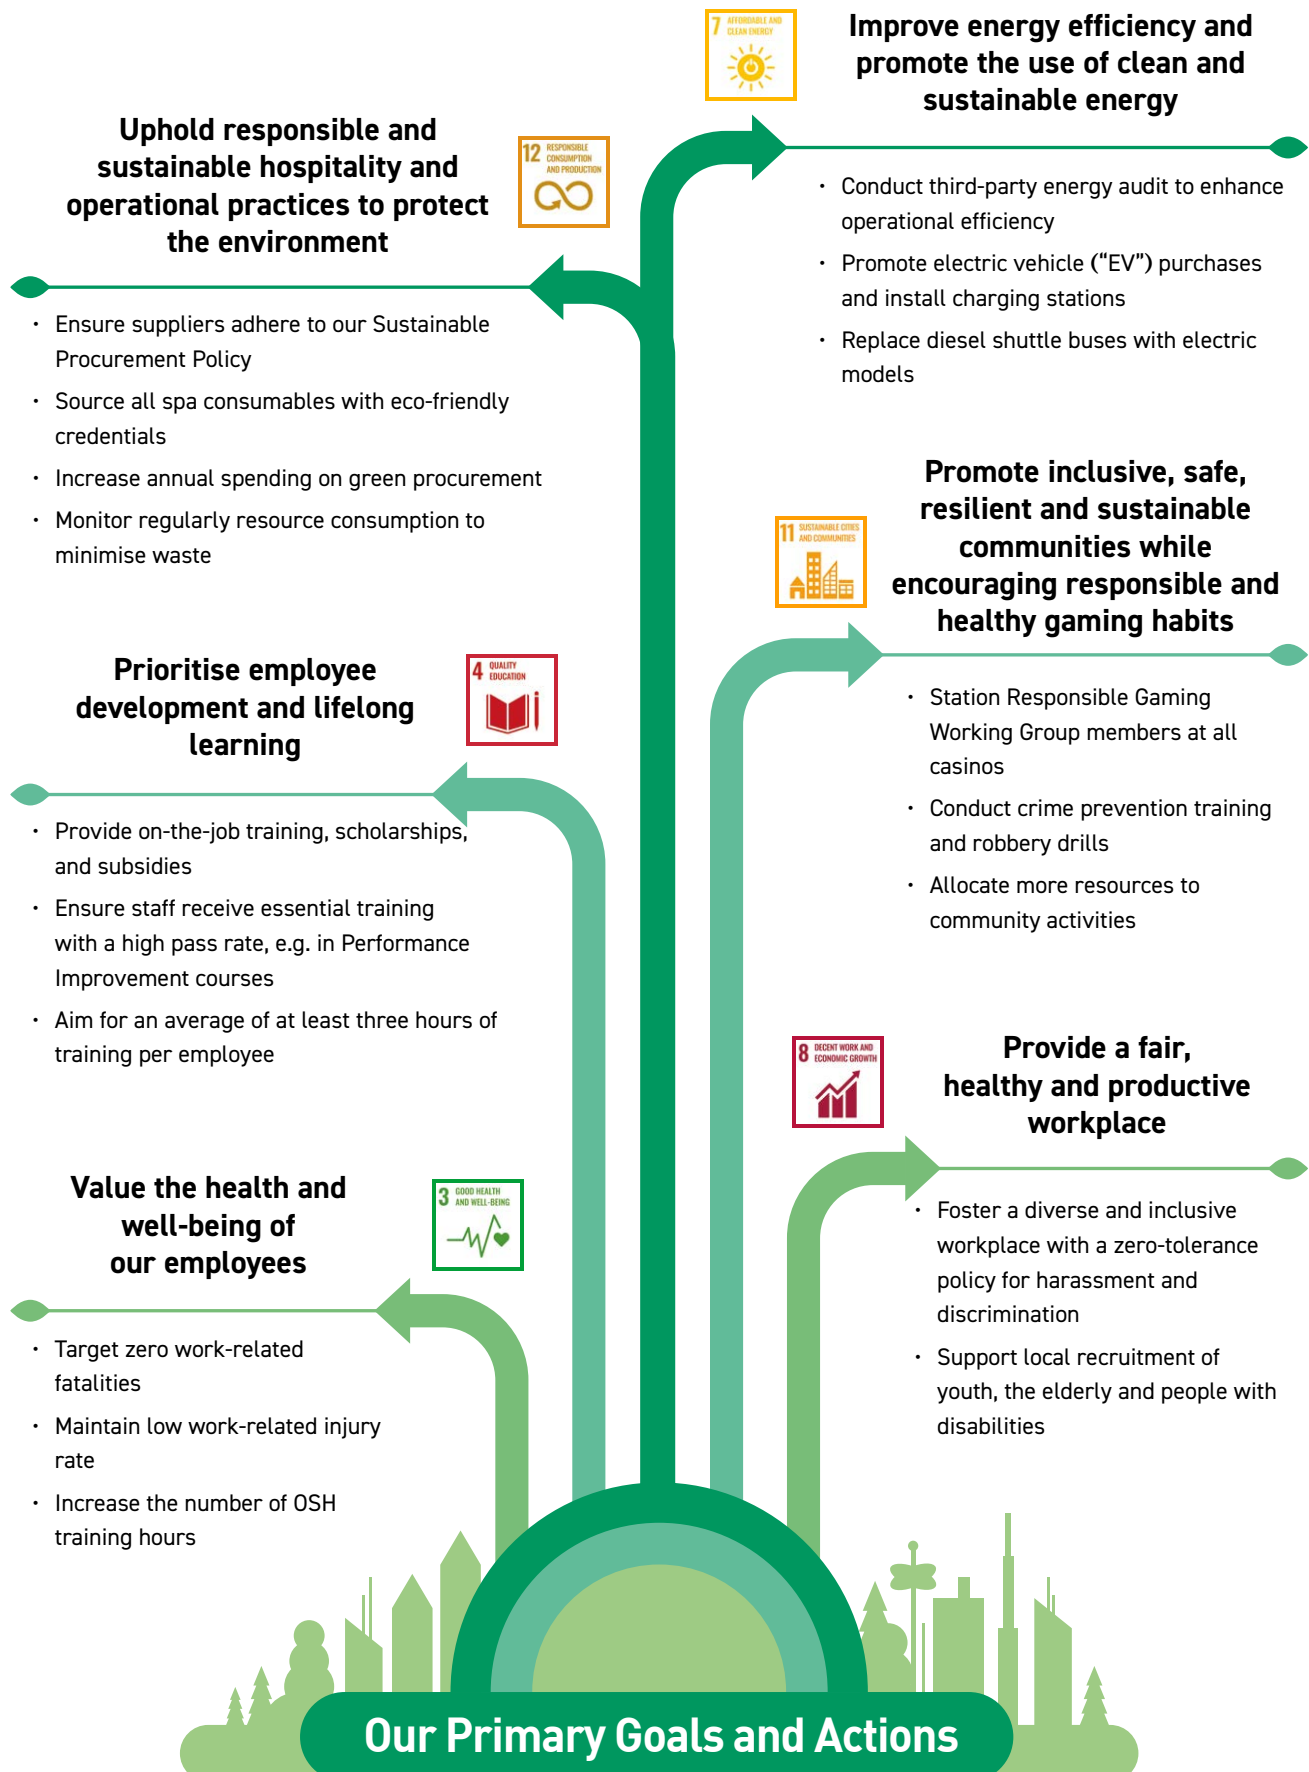 7 AFFORDABLE AND
CLEAN ENERGY
Improve energy efficiency and
promote the use of clean and
sustainable energy
• Conduct third-party energy audit to enhance
operational efficiency
• Promote electric vehicle (“EV”) purchases
and install charging stations
• Replace diesel shuttle buses with electric
models
Uphold responsible and
sustainable hospitality and
operational practices to protect
the environment
12 RESPONSIBLE
CONSUMPTION
AND PRODUCTION
• Ensure suppliers adhere to our Sustainable
Procurement Policy
• Source all spa consumables with eco-friendly
credentials
• Increase annual spending on green procurement
• Monitor regularly resource consumption to
minimise waste
11 SUSTAINABLE CITIES
AND COMMUNITIES
Promote inclusive, safe,
resilient and sustainable
communities while
encouraging responsible and
healthy gaming habits
• Station Responsible Gaming
Working Group members at all
casinos
• Conduct crime prevention training
and robbery drills
• Allocate more resources to
community activities
Prioritise employee
development and lifelong
learning
4 QUALITY
EDUCATION
• Provide on-the-job training, scholarships,
and subsidies
• Ensure staff receive essential training
with a high pass rate, e.g. in Performance
Improvement courses
• Aim for an average of at least three hours of
training per employee
8 DECENT WORK AND
ECONOMIC GROWTH
Provide a fair,
healthy and productive
workplace
• Foster a diverse and inclusive
workplace with a zero-tolerance
policy for harassment and
discrimination
• Support local recruitment of
youth, the elderly and people with
disabilities
Value the health and
well-being of
our employees
3 GOOD HEALTH
AND WELL-BEING
• Target zero work-related
fatalities
• Maintain low work-related injury
rate
• Increase the number of OSH
training hours
Our Primary Goals and Actions